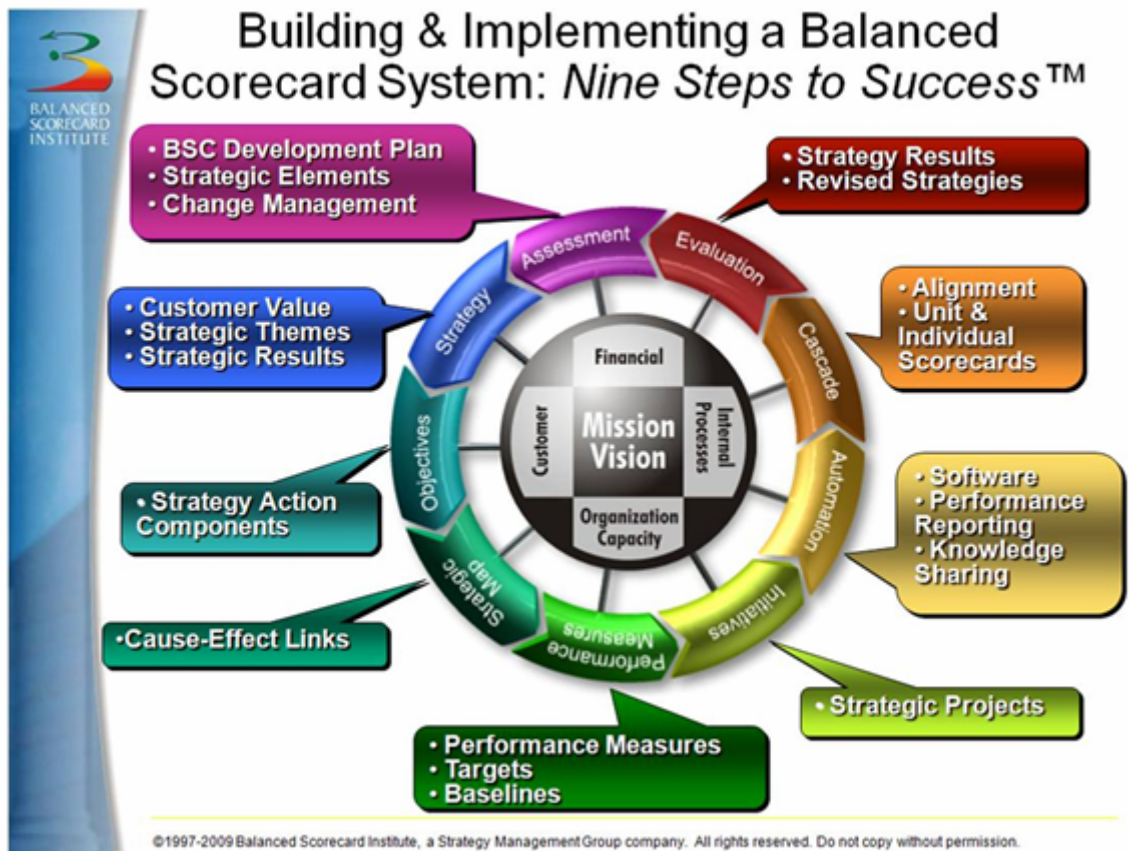 Building & Implementing a Balanced
Scorecard System: Nine Steps to Success™
BALANCED
SCORECARD
INSTITUTE
• BSC Development Plan
• Strategic Elements
• Change Management
• Strategy Results
• Revised Strategies
Assessment
Evaluation
• Customer Value
• Strategic Themes
• Strategic Results
Strategy
Cascade
• Alignment
• Unit &
Individual
Scorecards
Financial
Customer
Mission
Vision
Internal
Processes
Organization
Capacity
Objectives
Automation
• Strategy Action
Components
• Software
• Performance
Reporting
• Knowledge
Sharing
Strategic
Map
Performance
Measures
Initiatives
•Cause-Effect Links
• Strategic Projects
• Performance Measures
• Targets
• Baselines
©1997-2009 Balanced Scorecard Institute, a Strategy Management Group company. All rights reserved. Do not copy without permission.